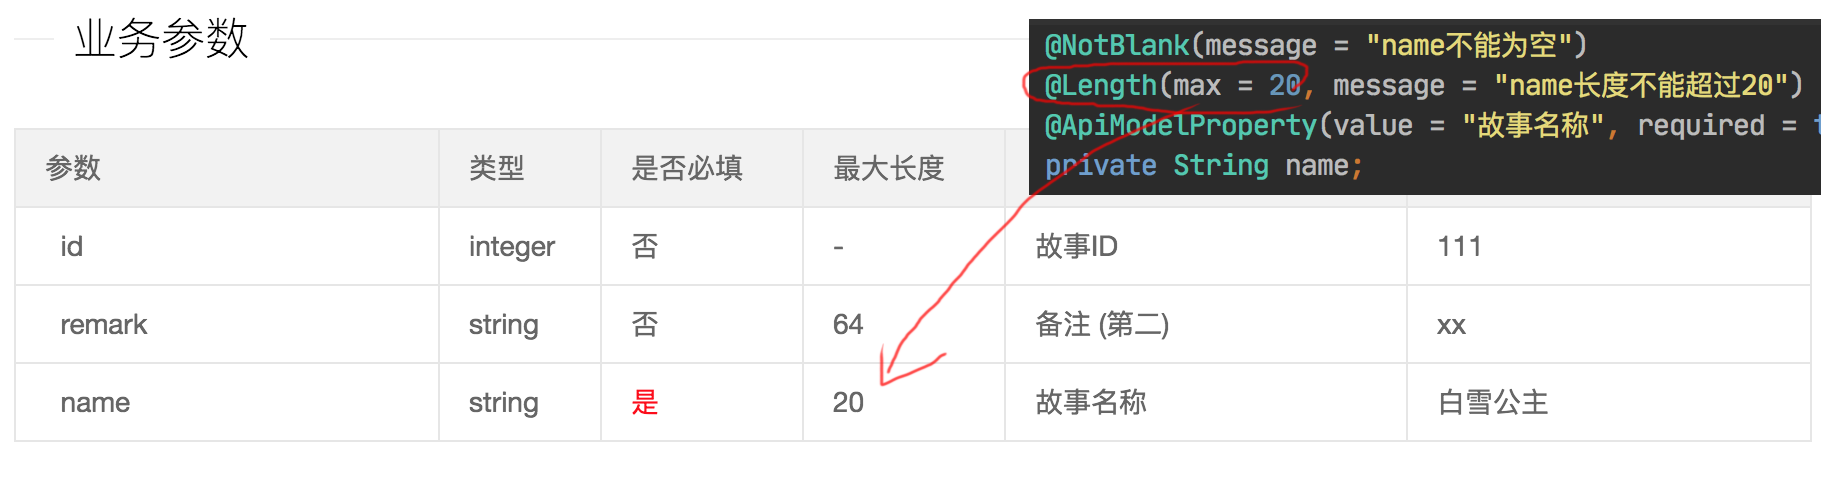 业务参数
@NotBlank(message = "name不能为空")
@Length(max = 20, message = "name长度不能超过20")
@ApiModelProperty(value = "故事名称", required = t
private String name;
参数 类型 是否必填 最大长度
id integer 否 - 故事ID 111
remark string 否 64 备注 (第二) xx
name string 是 20 故事名称 白雪公主